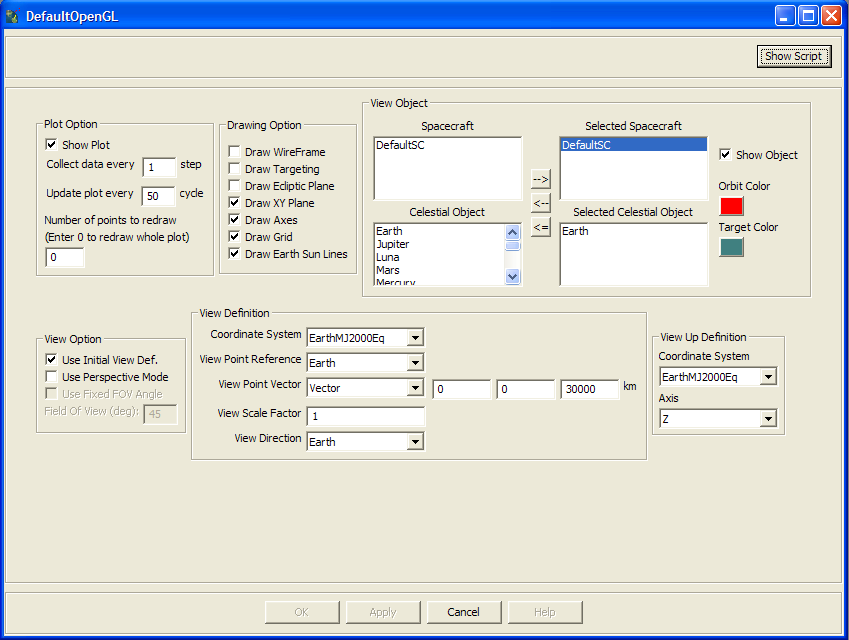 DefaultOpenGL
Show Script
Plot Option
Show Plot
Collect data every 1 step
Update plot every 50 cycle
Number of points to redraw
(Enter 0 to redraw whole plot)
0
Drawing Option
Draw WireFrame
Draw Targeting
Draw Ecliptic Plane
Draw XY Plane
Draw Axes
Draw Grid
Draw Earth Sun Lines
View Object
Spacecraft
DefaultSC
Celestial Object
Earth
Jupiter
Luna
Mars
Mercury
-->
<--
<=
Selected Spacecraft
DefaultSC
Selected Celestial Object
Earth
Show Object
Orbit Color
Target Color
View Option
Use Initial View Def.
Use Perspective Mode
Use Fixed FOV Angle
Field Of View (deg): 45
View Definition
Coordinate System EarthMJ2000Eq
View Point Reference Earth
View Point Vector Vector 0 0 30000 km
View Scale Factor 1
View Direction Earth
View Up Definition
Coordinate System
EarthMJ2000Eq
Axis
Z
OK Apply Cancel Help